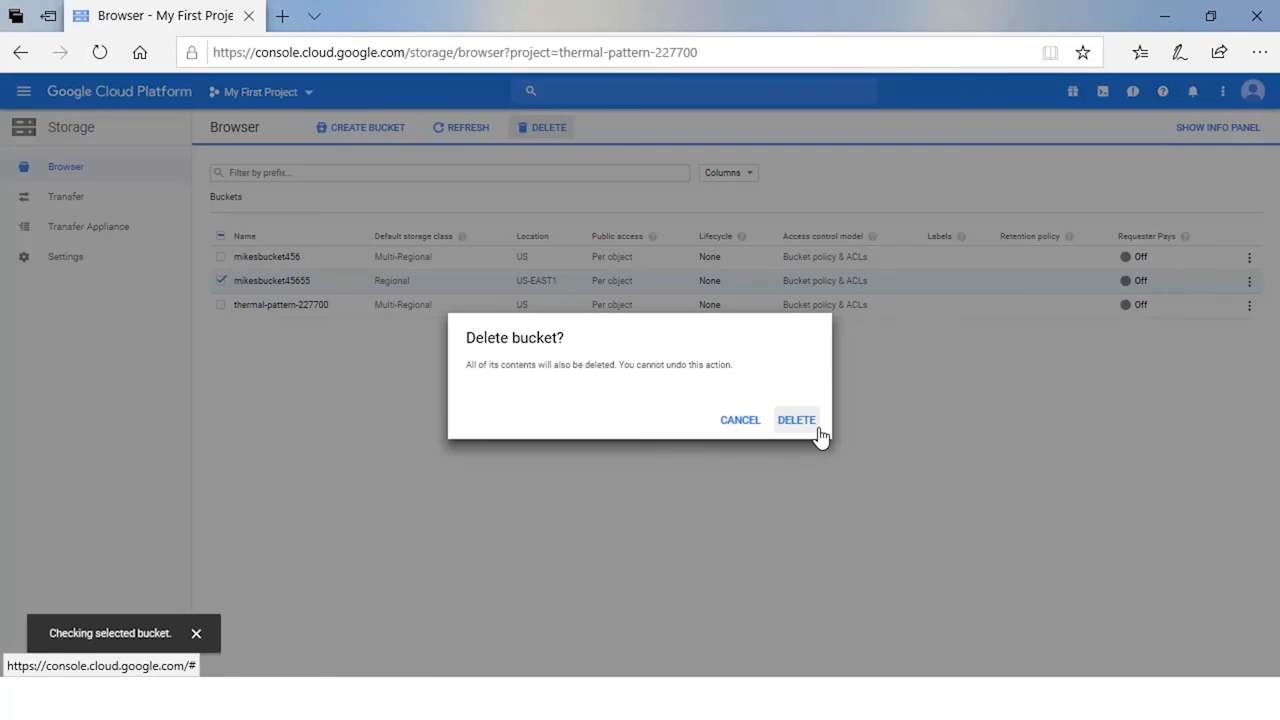 Browser - My First Proje
https://console.cloud.google.com/storage/browser?project=thermal-pattern-227700
Google Cloud Platform My First Project
Storage Browser CREATE BUCKET REFRESH DELETE SHOW INFO PANEL
Browser
Transfer
Transfer Appliance
Settings
Filter by prefix... Columns
Buckets
Name Default storage class Location Public access Lifecycle Access control model Labels Retention policy Requester Pays
mikesbucket456 Multi-Regional US Per object None Bucket policy & ACLs Off
mikesbucket45655 Regional US-EAST1 Per object None Bucket policy & ACLs Off
thermal-pattern-227700 Multi-Regional US Per object None Bucket policy & ACLs Off
Delete bucket?
All of its contents will also be deleted. You cannot undo this action.
CANCEL DELETE
Checking selected bucket.
https://console.cloud.google.com/#